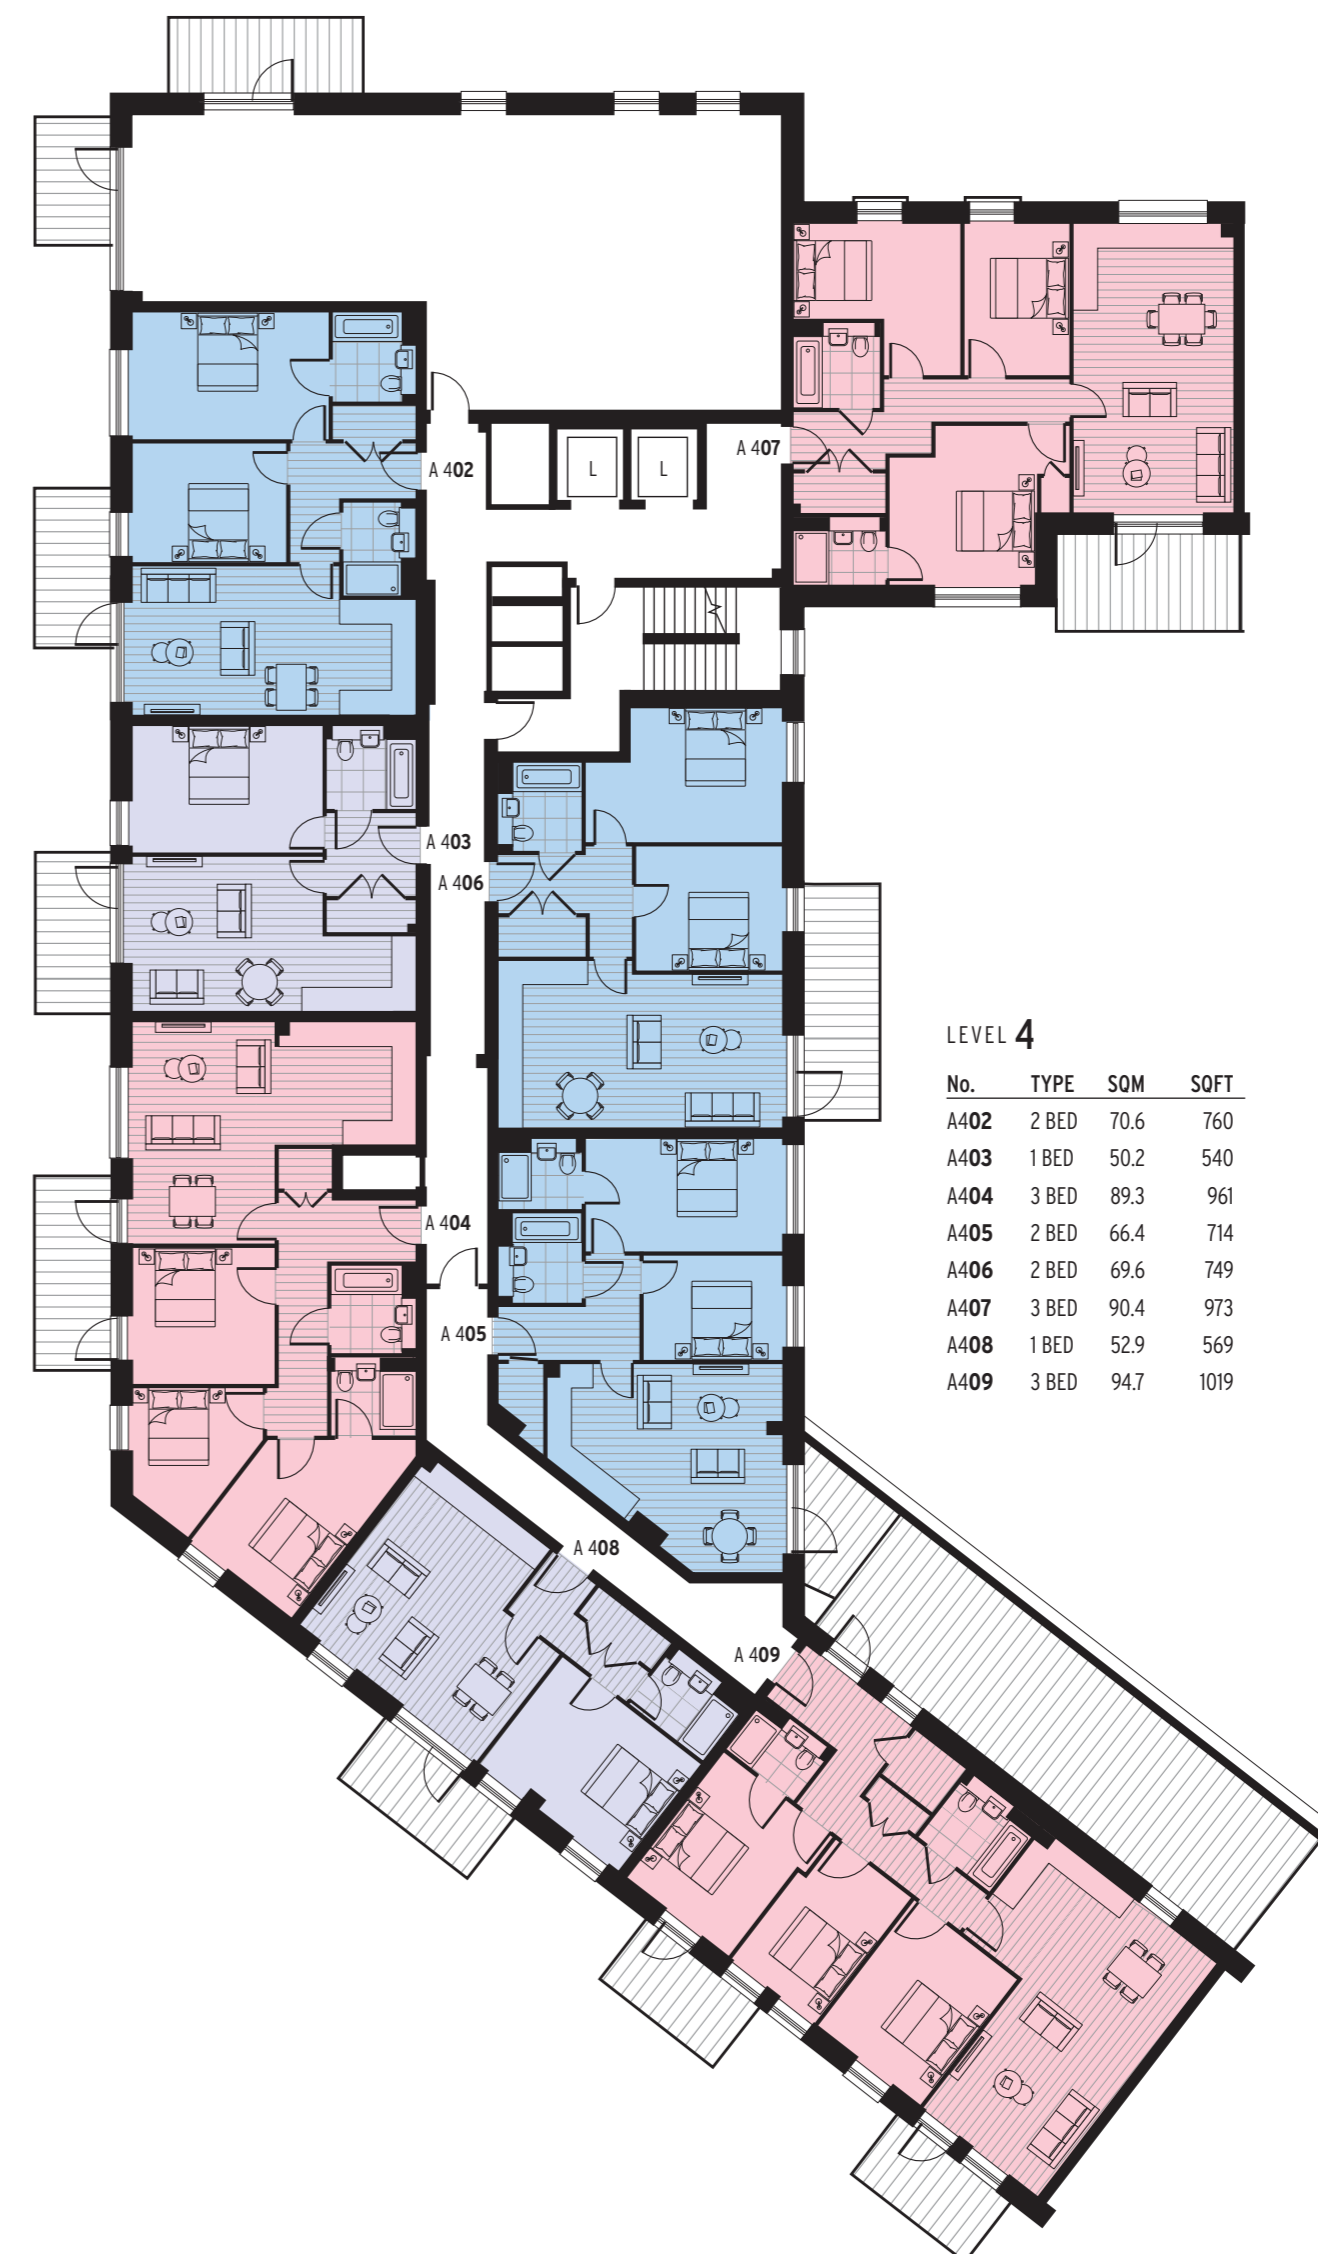 L L
A 407
A 402
A 403
A 406
A 404
A 405
A 408
A 409
LEVEL 4
No. TYPE SQM SQFT
A402 2 BED 70.6 760
A403 1 BED 50.2 540
A404 3 BED 89.3 961
A405 2 BED 66.4 714
A406 2 BED 69.6 749
A407 3 BED 90.4 973
A408 1 BED 52.9 569
A409 3 BED 94.7 1019